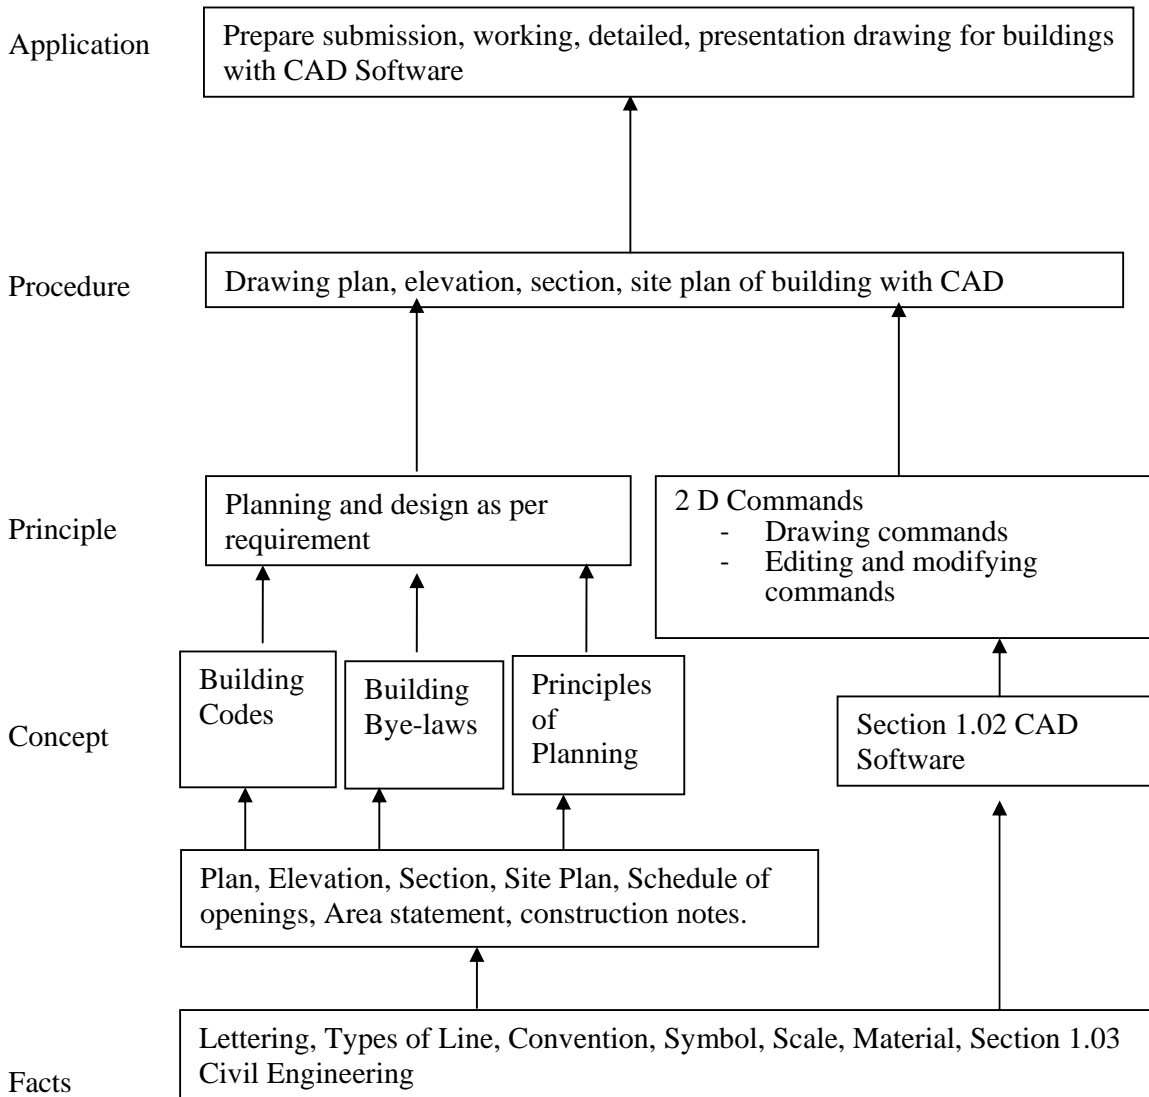 Application
Prepare submission, working, detailed, presentation drawing for buildings
with CAD Software
Procedure
Drawing plan, elevation, section, site plan of building with CAD
Principle
Planning and design as per
requirement
2 D Commands
- Drawing commands
- Editing and modifying
commands
Concept
Building
Codes
Building
Bye-laws
Principles
of
Planning
Section 1.02 CAD
Software
Plan, Elevation, Section, Site Plan, Schedule of
openings, Area statement, construction notes.
Facts
Lettering, Types of Line, Convention, Symbol, Scale, Material, Section 1.03
Civil Engineering